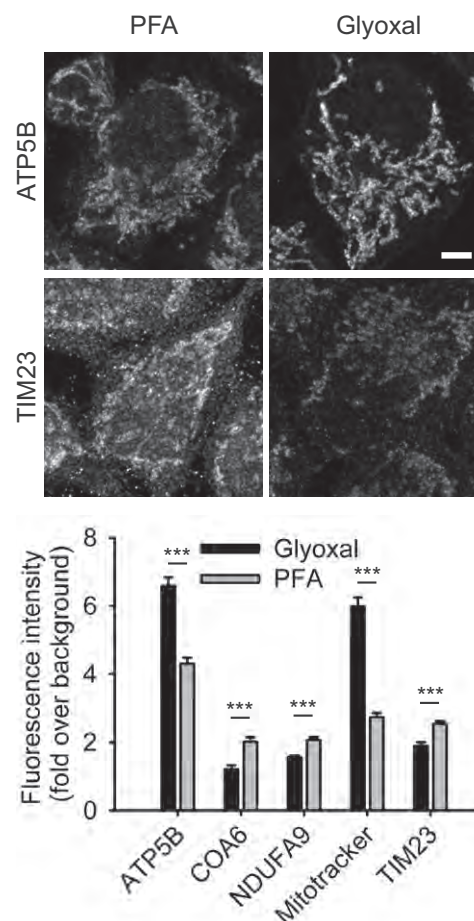 PFA Glyoxal
ATP5B
TIM23
Fluorescence intensity
(fold over background)
8
6
4
2
0
Glyoxal
PFA
***
***
***
***
***
ATP5B
COA6
NDUFA9
Mitotracker
TIM23